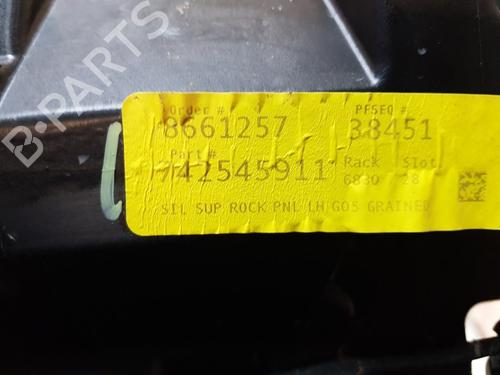 B-PARTS
Order # PFSEQ #
8661257 38451
Part # Rack Slot
742545911 6830 28
SIL SUP ROCK PNL LH G05 GRAINED